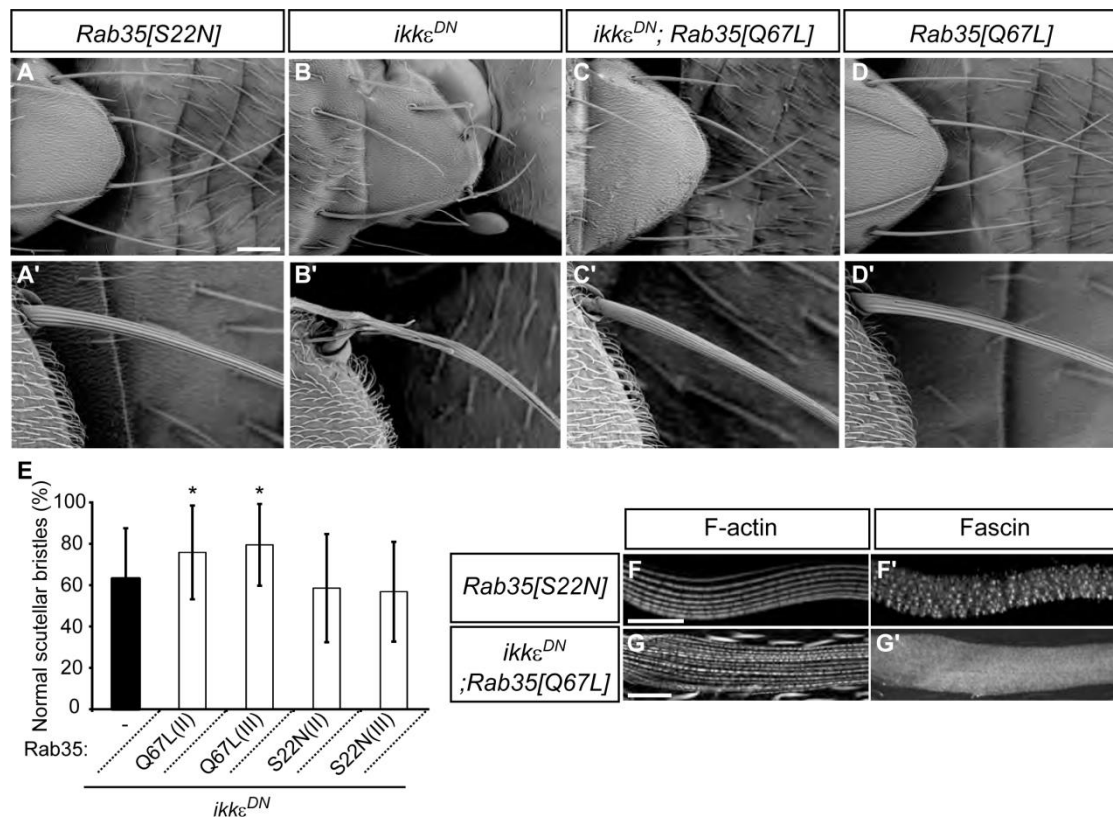 Rab35[S22N] ikkε^DN ikkε^DN; Rab35[Q67L] Rab35[Q67L]
A B C D
A' B' C' D'
E
Normal scutellar bristles (%)
100
80
60
40
20
0
* *
Rab35: - Q67L(II) Q67L(III) S22N(II) S22N(III)
ikkε^DN
F-actin Fascin
Rab35[S22N] F F'
ikkε^DN G G'
;Rab35[Q67L]